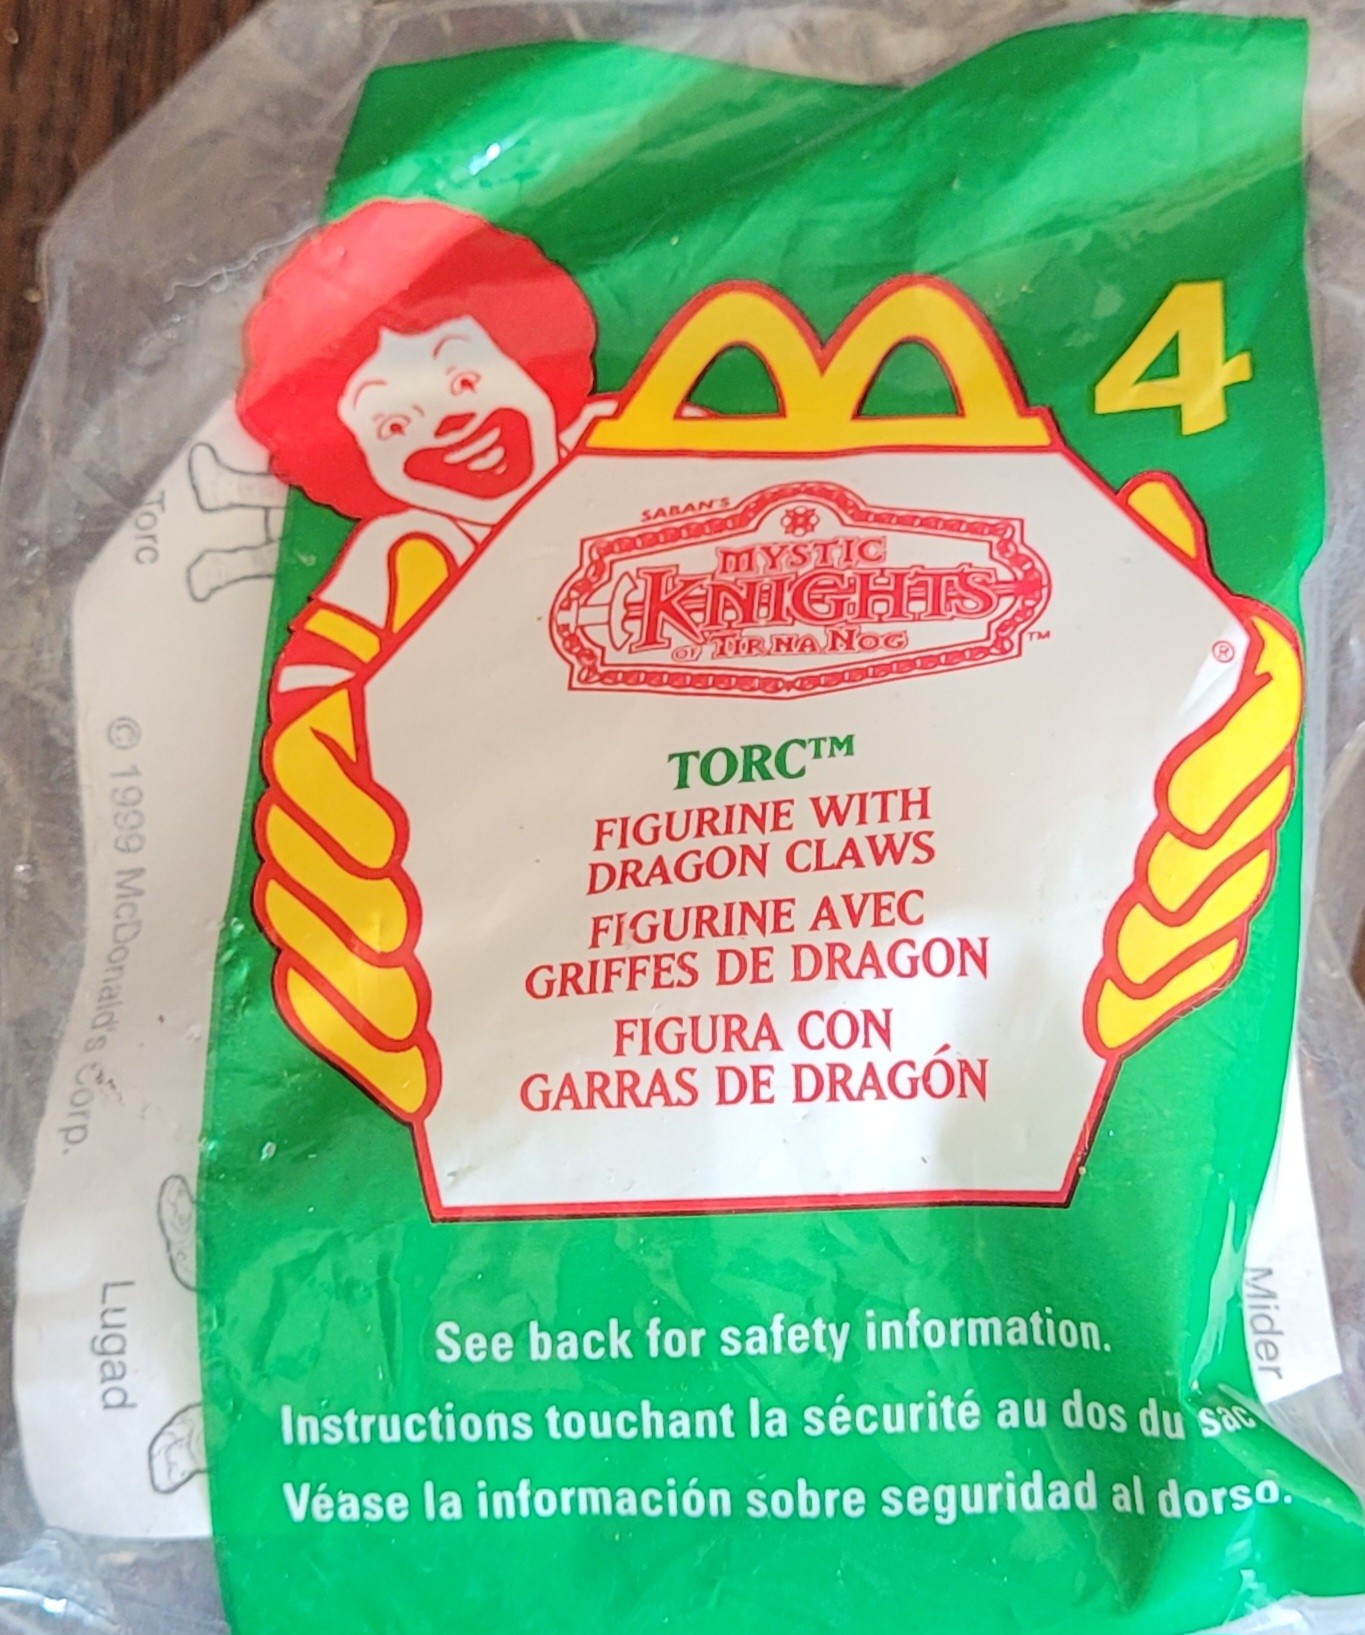 4
SABAN'S
MYSTIC
KNIGHTS
OF TIR NA NOG
TM
®
TORC™
FIGURINE WITH
DRAGON CLAWS
FIGURINE AVEC
GRIFFES DE DRAGON
FIGURA CON
GARRAS DE DRAGÓN
See back for safety information.
Instructions touchant la sécurité au dos du sac
Véase la información sobre seguridad al dorso.
Torc
© 1999 McDonald's Corp.
Lugad
Mider